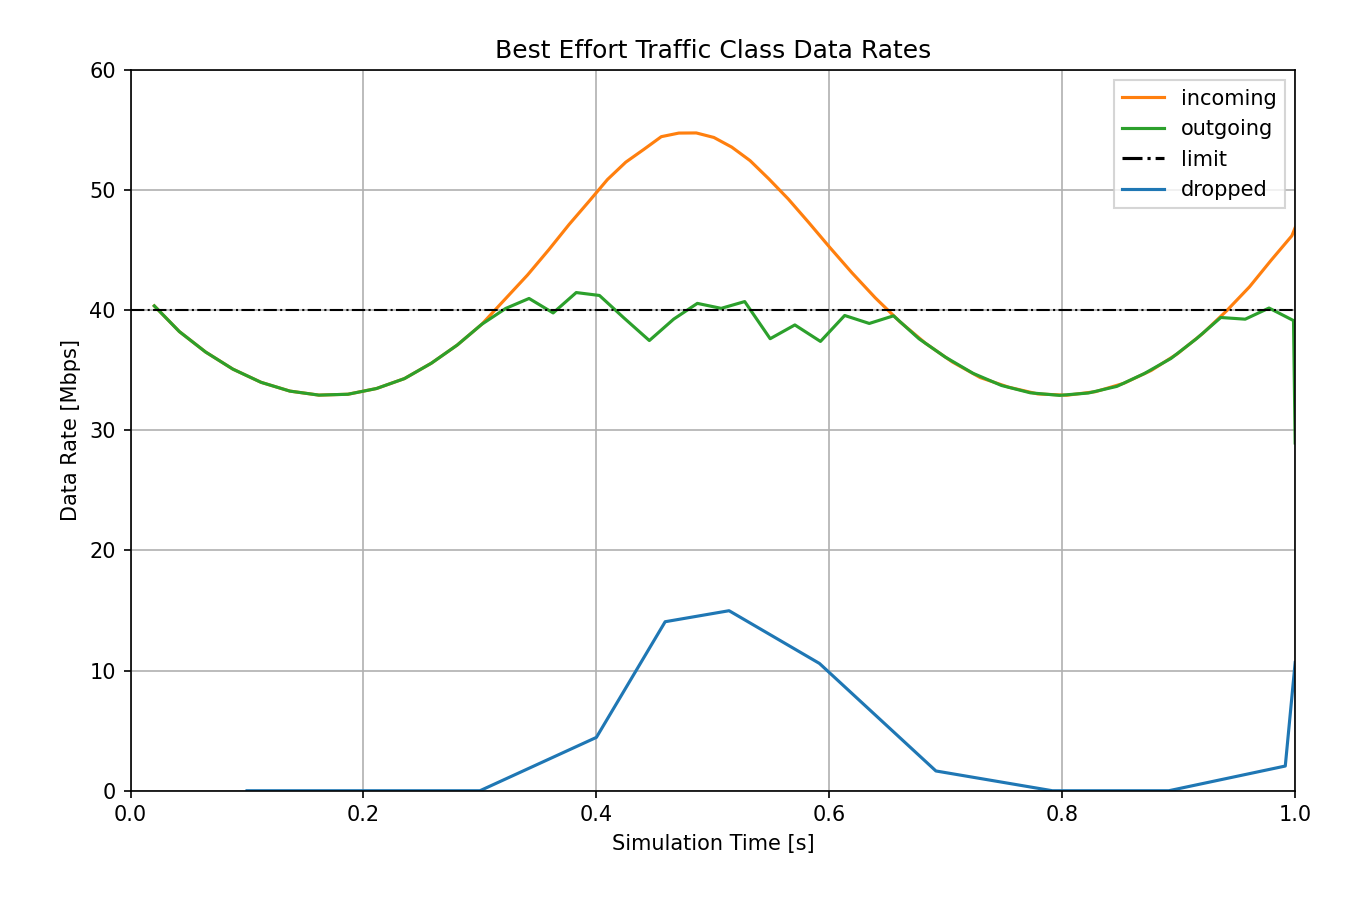 Best Effort Traffic Class Data Rates
60
50
40
30
20
10
0
Data Rate [Mbps]
incoming
outgoing
limit
dropped
0.0 0.2 0.4 0.6 0.8 1.0
Simulation Time [s]